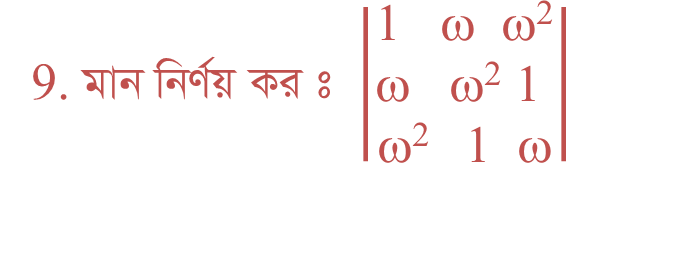 9. মান নির্ণয় কর ঃ
|1 ω ω²|
|ω ω² 1|
|ω² 1 ω|